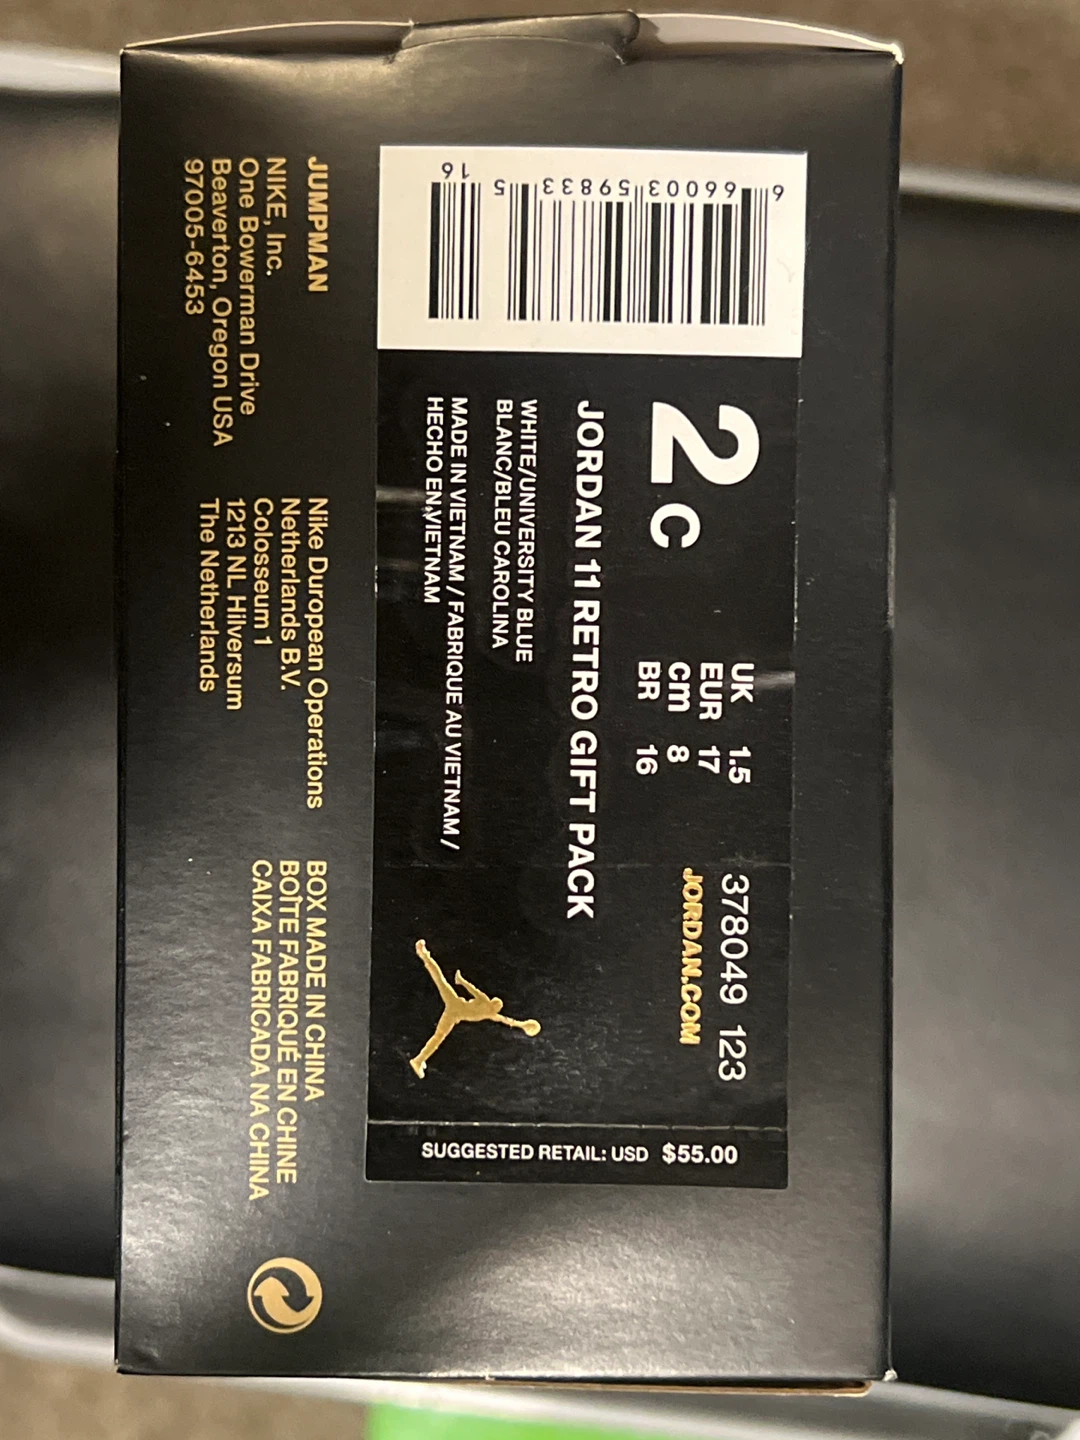 6 66003 59833 5
16
2C
UK 1.5
EUR 17
cm 8
BR 16
378049 123
JORDAN.COM
JORDAN 11 RETRO GIFT PACK
WHITE/UNIVERSITY BLUE
BLANC/BLEU CAROLINA
MADE IN VIETNAM / FABRIQUE AU VIETNAM /
HECHO EN VIETNAM
SUGGESTED RETAIL: USD $55.00
JUMPMAN
NIKE, Inc.
One Bowerman Drive
Beaverton, Oregon USA
97005-6453
Nike Duropean Operations
Netherlands B.V.
Colosseum 1
1213 NL Hilversum
The Netherlands
BOX MADE IN CHINA
BOÎTE FABRIQUÉ EN CHINE
CAIXA FABRICADA NA CHINA